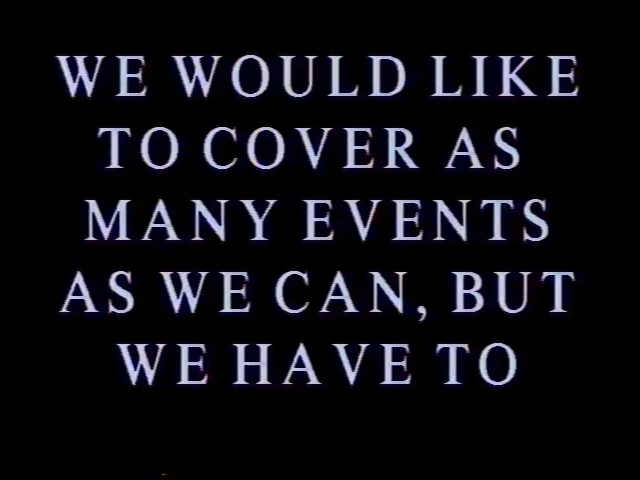 WE WOULD LIKE
TO COVER AS
MANY EVENTS
AS WE CAN, BUT
WE HAVE TO